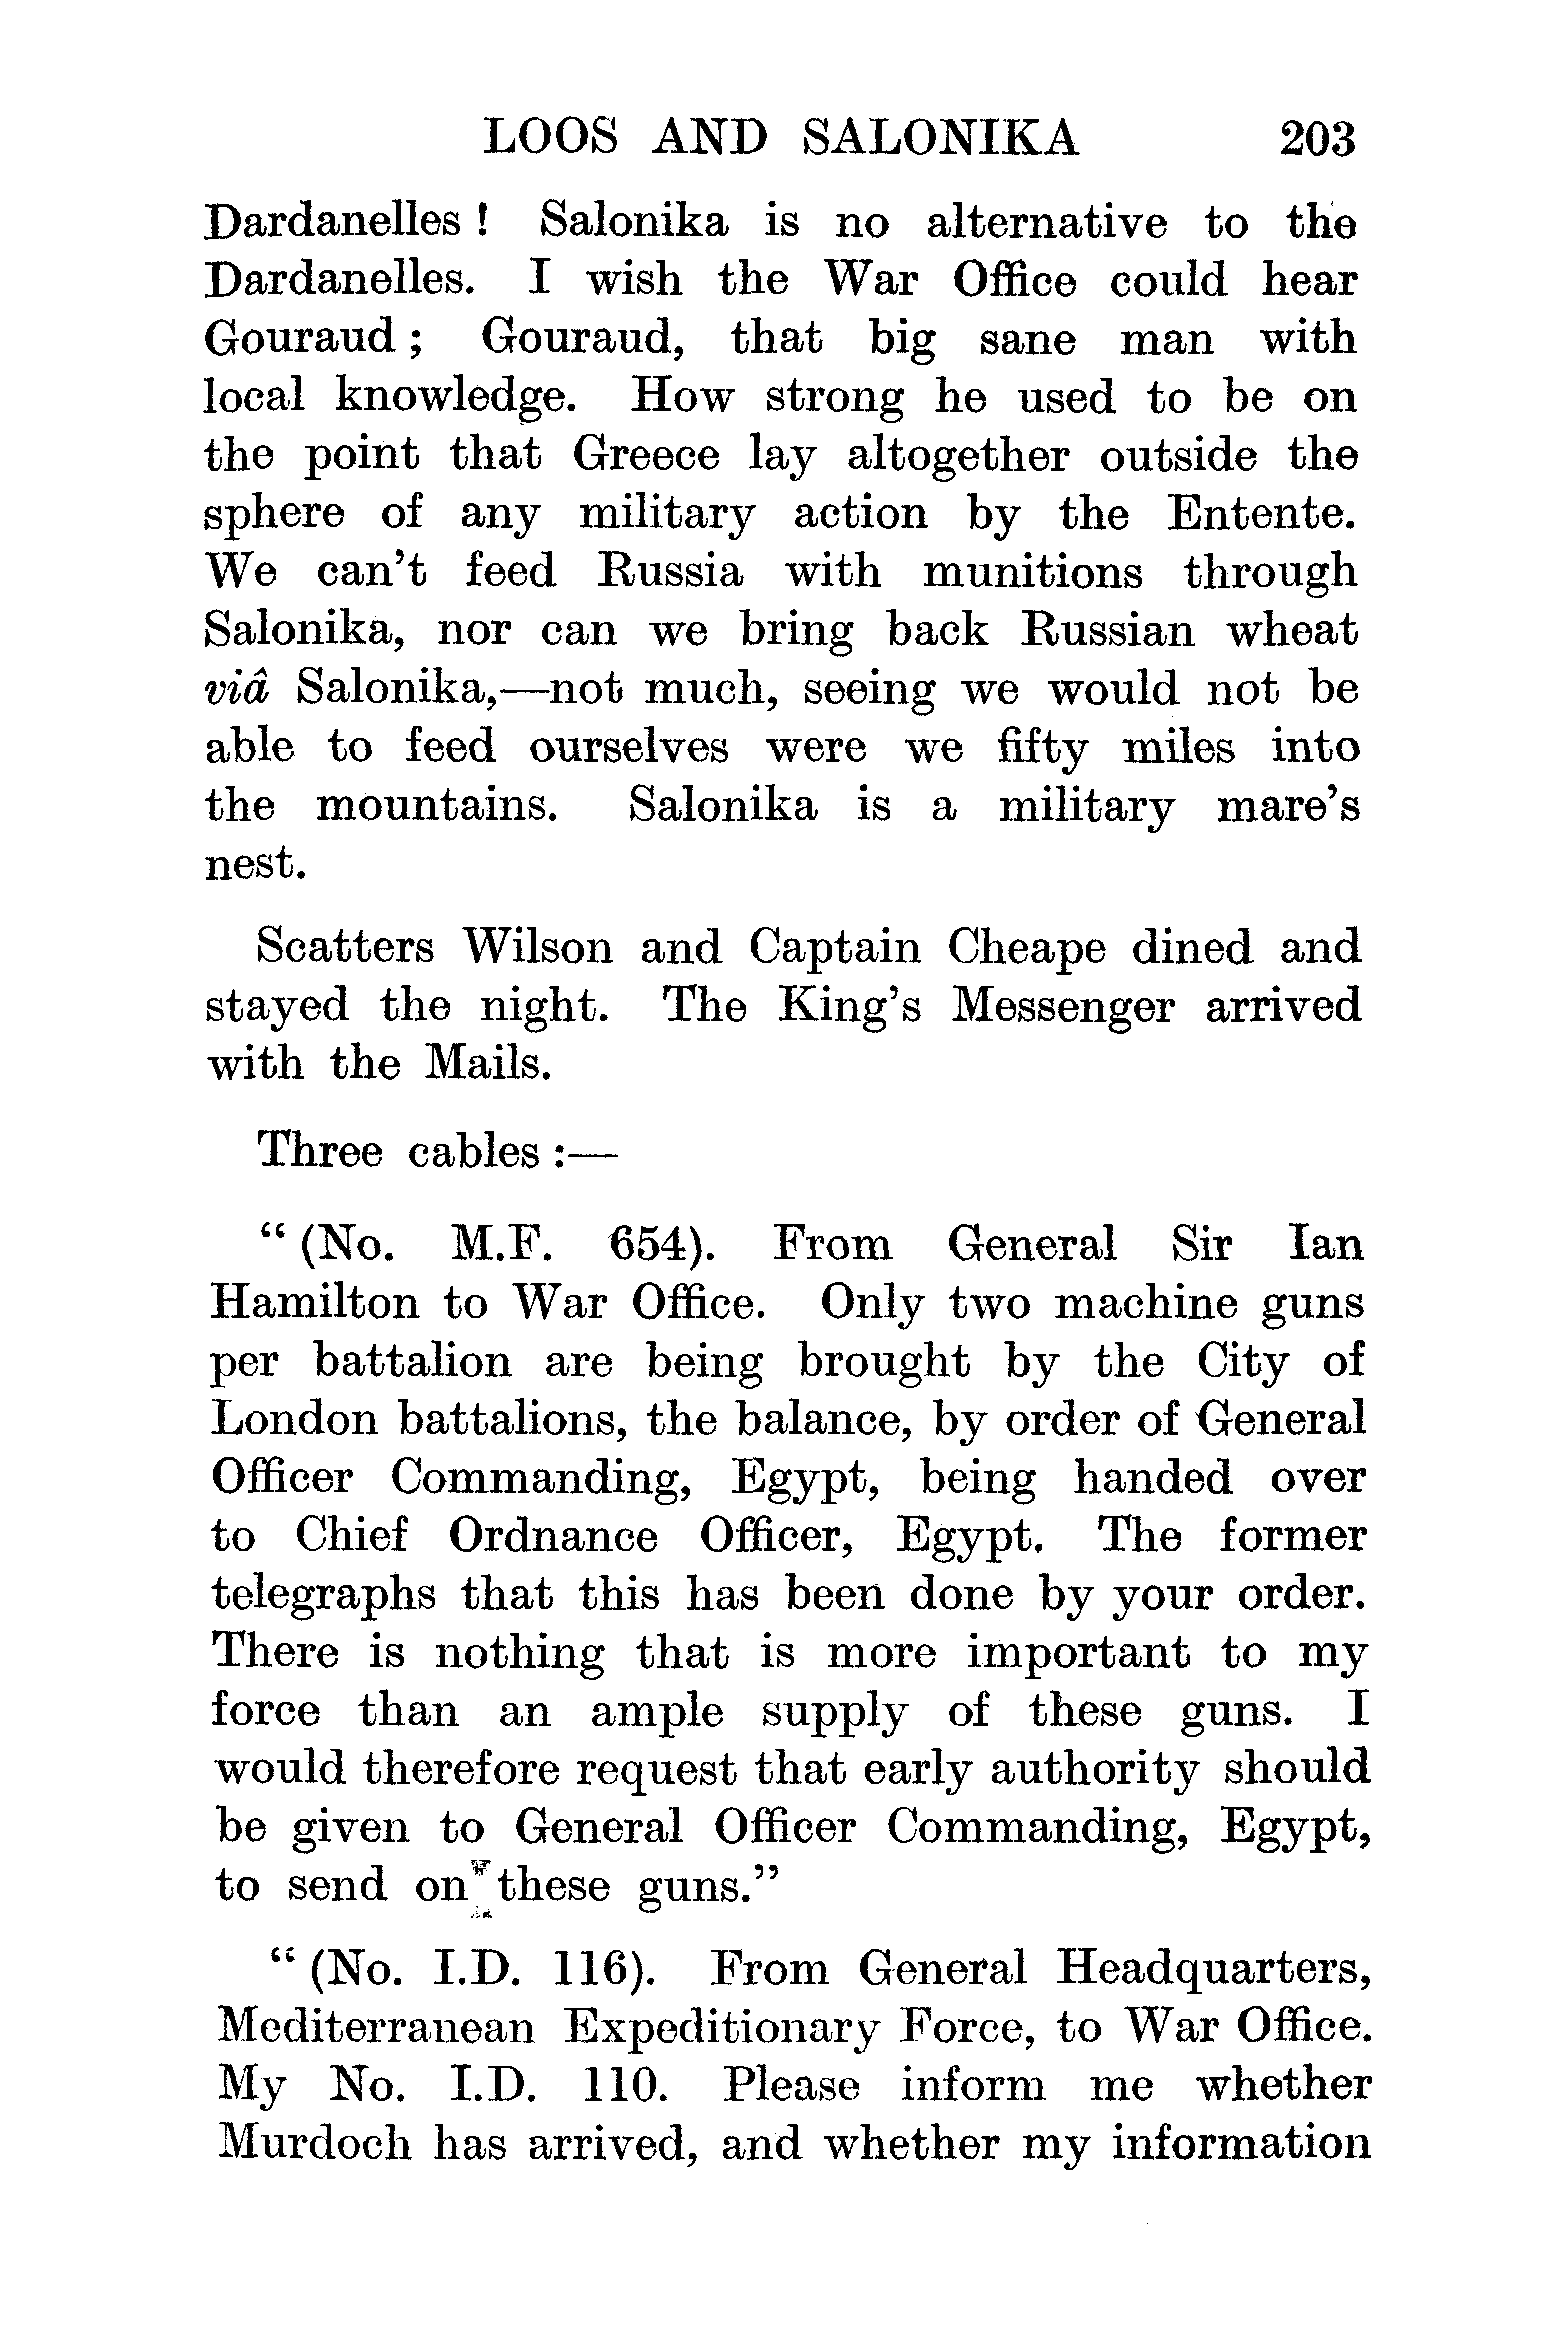 LOOS AND SALONIKA 203
Dardanelles ! Salonika is no alternative to the
Dardanelles. I wish the War Office could hear
Gouraud ; Gouraud, that big sane man with
local knowledge. How strong he used to be on
the point that Greece lay altogether outside the
sphere of any military action by the Entente.
We can’t feed Russia with munitions through
Salonika, nor can we bring back Russian wheat
viâ Salonika,—not much, seeing we would not be
able to feed ourselves were we fifty miles into
the mountains. Salonika is a military mare’s
nest.
Scatters Wilson and Captain Cheape dined and
stayed the night. The King’s Messenger arrived
with the Mails.
Three cables :—
“ (No. M.F. 654). From General Sir Ian
Hamilton to War Office. Only two machine guns
per battalion are being brought by the City of
London battalions, the balance, by order of General
Officer Commanding, Egypt, being handed over
to Chief Ordnance Officer, Egypt. The former
telegraphs that this has been done by your order.
There is nothing that is more important to my
force than an ample supply of these guns. I
would therefore request that early authority should
be given to General Officer Commanding, Egypt,
to send on these guns.”
“ (No. I.D. 116). From General Headquarters,
Mediterranean Expeditionary Force, to War Office.
My No. I.D. 110. Please inform me whether
Murdoch has arrived, and whether my information